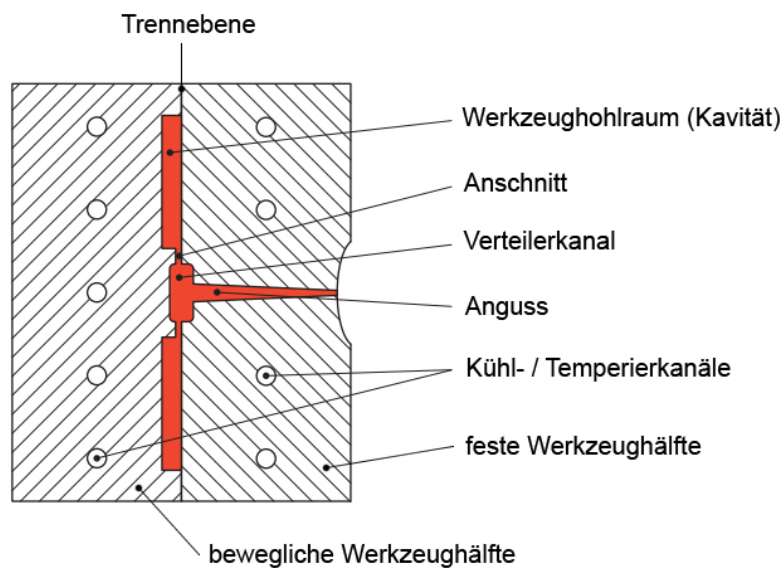 Trennebene
Werkzeughohlraum (Kavität)
Anschnitt
Verteilerkanal
Anguss
Kühl- / Temperierkanäle
feste Werkzeughälfte
bewegliche Werkzeughälfte